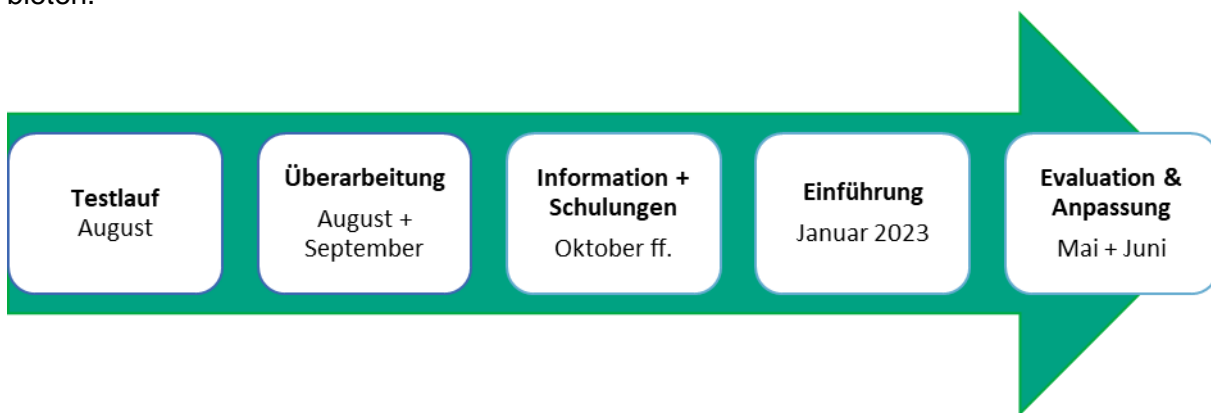 bieten.
Testlauf
August
Überarbeitung
August +
September
Information +
Schulungen
Oktober ff.
Einführung
Januar 2023
Evaluation &
Anpassung
Mai + Juni